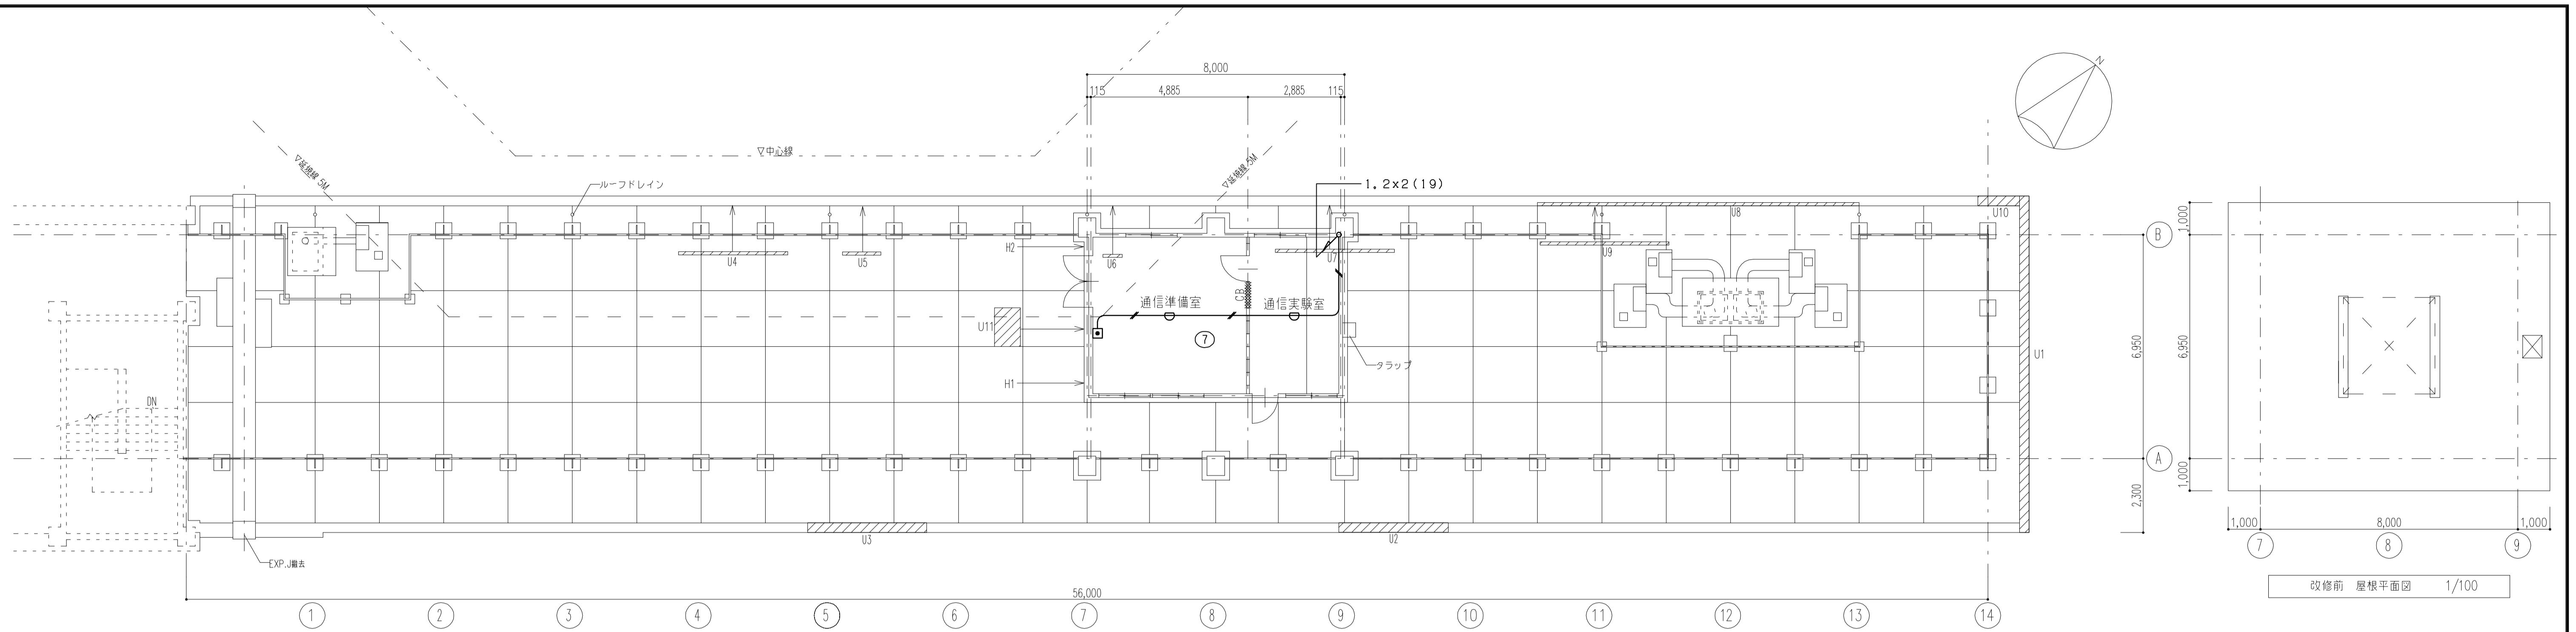 8,000
115
4,885
2,885
115
N
▽中心線
▽延焼線 5M
▽延焼線 5M
ルーフドレイン
1.2x2(19)
U10
U8
1,000
B
H2
U4
U5
U6
U7
U9
CB
通信準備室
通信実験室
U11
7
6,950
6,950
U1
タラップ
H1
DN
A
2,300
1,000
U3
U2
EXP.J撤去
1,000
8,000
1,000
7
8
9
56,000
改修前 屋根平面図 1/100
1
2
3
4
5
6
7
8
9
10
11
12
13
14